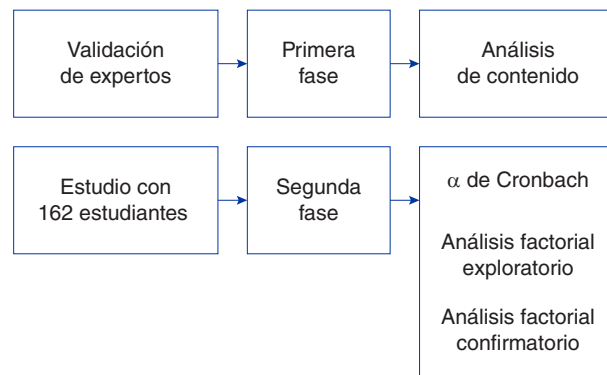 Validación
de expertos
Primera
fase
Análisis
de contenido
Estudio con
162 estudiantes
Segunda
fase
α de Cronbach
Análisis factorial
exploratorio
Análisis factorial
confirmatorio